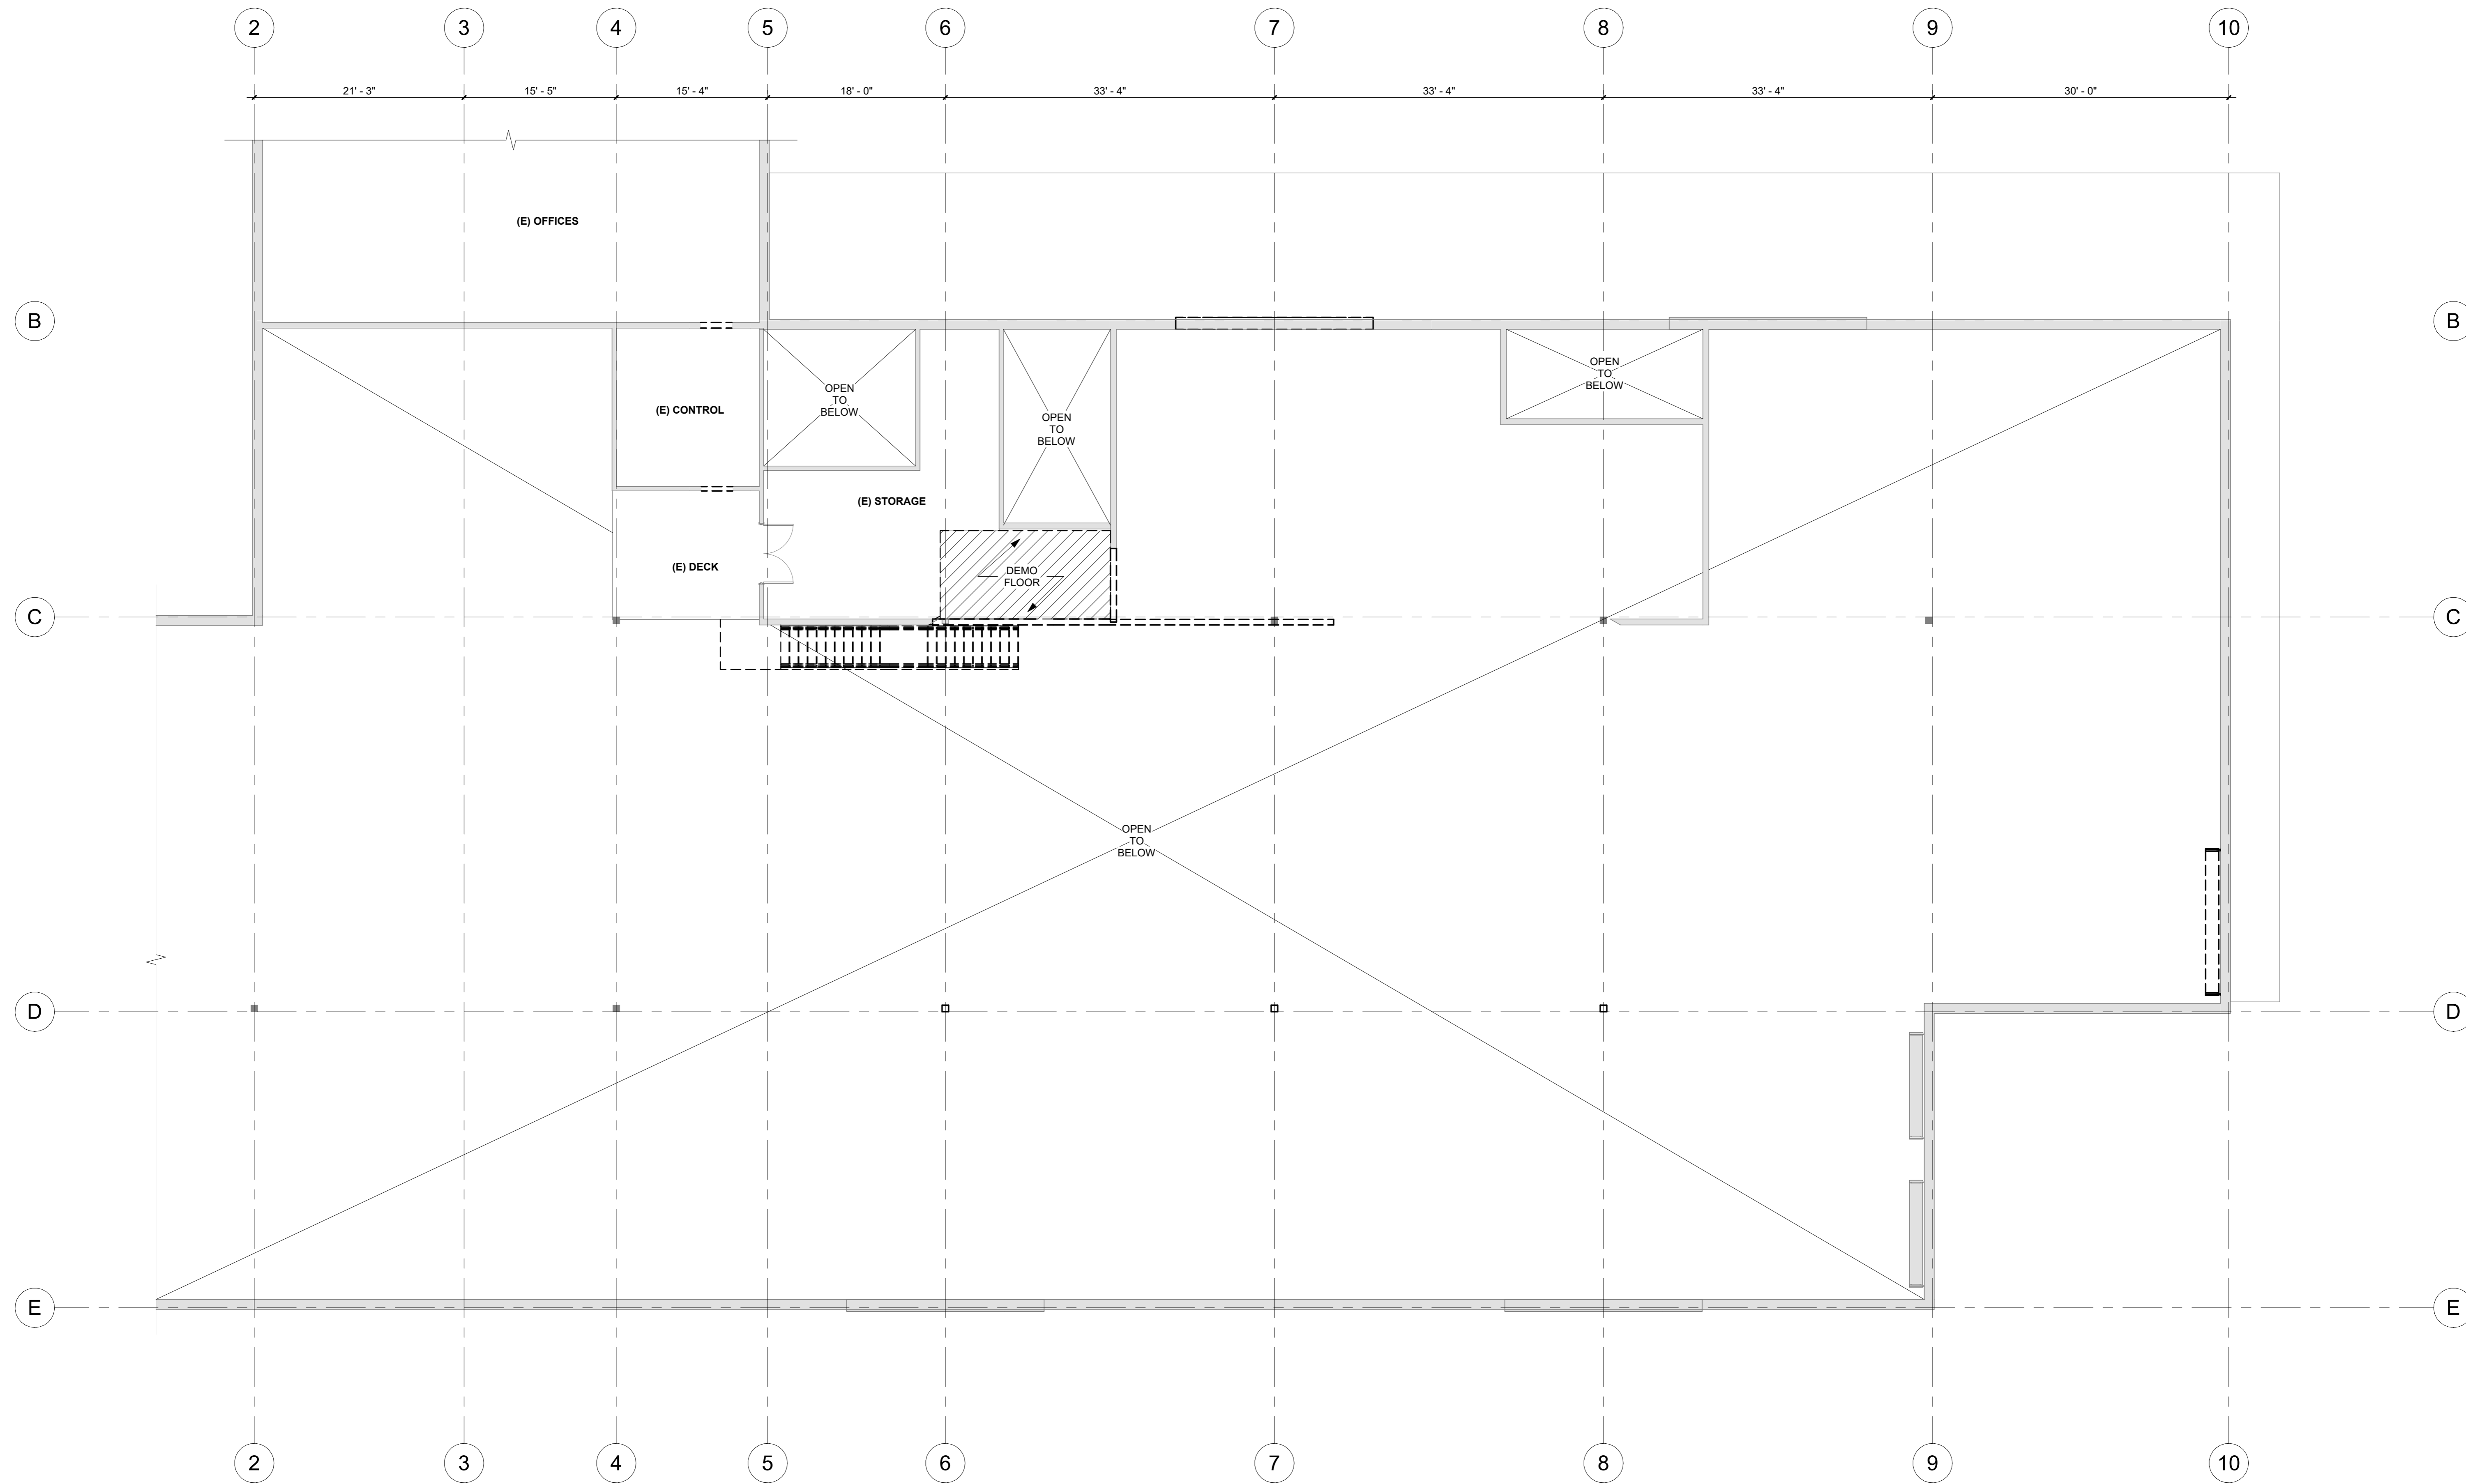 2 3 4 5 6 7 8 9 10
21' - 3" 15' - 5" 15' - 4" 18' - 0" 33' - 4" 33' - 4" 33' - 4" 30' - 0"
(E) OFFICES
B B
OPEN
TO
BELOW
(E) CONTROL
OPEN
TO
BELOW
OPEN
TO
BELOW
(E) STORAGE
(E) DECK
DEMO
FLOOR
C C
OPEN
TO
BELOW
D D
E E
2 3 4 5 6 7 8 9 10